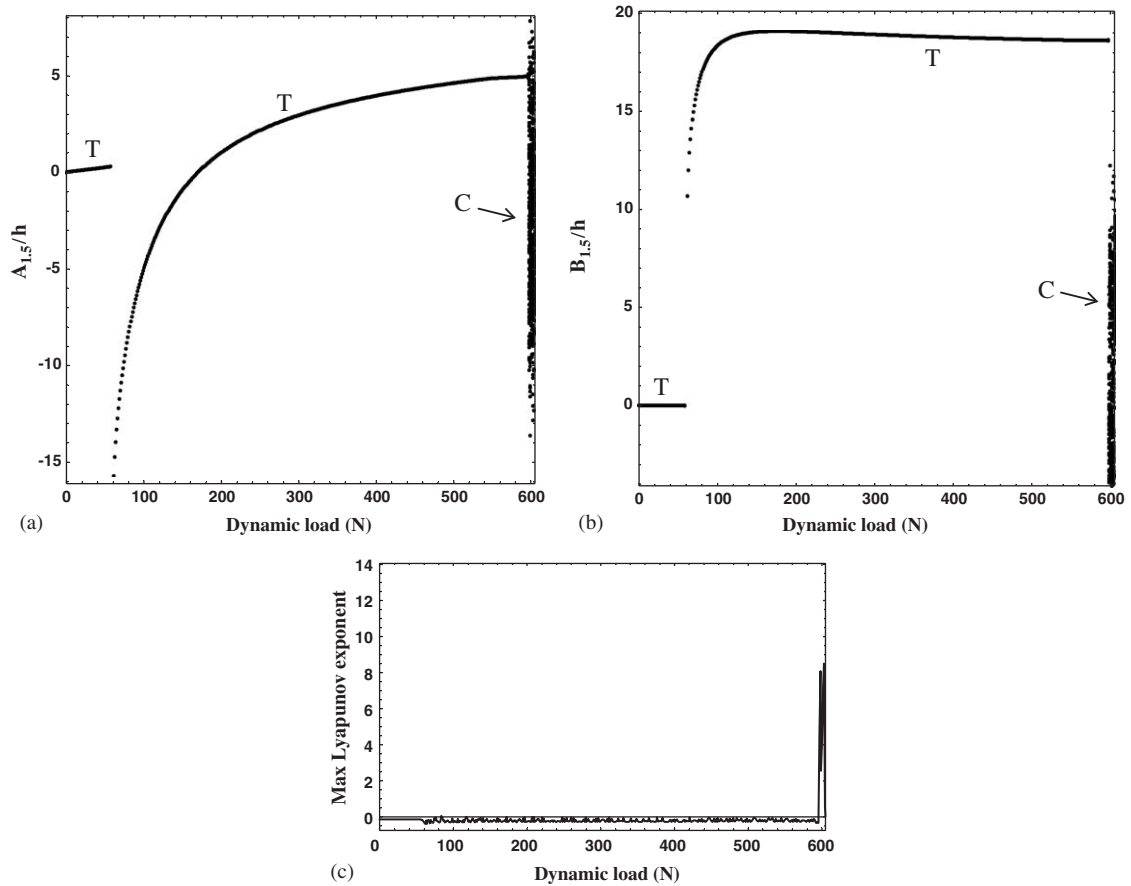 5
0
-5
-10
-15
A1.5/h
T
T
C
0 100 200 300 400 500 600
Dynamic load (N)
(a)
20
15
10
5
0
B1.5/h
T
T
C
0 100 200 300 400 500 600
Dynamic load (N)
(b)
14
12
10
8
6
4
2
0
Max Lyapunov exponent
0 100 200 300 400 500 600
Dynamic load (N)
(c)